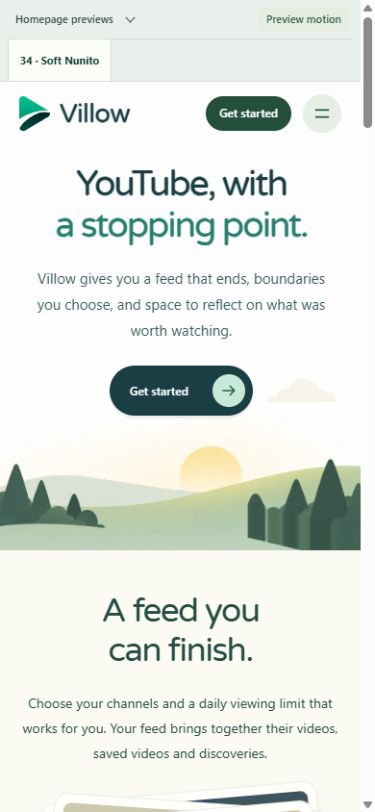 Homepage previews
Preview motion
34 · Soft Nunito
Villow
Get started
YouTube, with
a stopping point.
Villow gives you a feed that ends, boundaries
you choose, and space to reflect on what was
worth watching.
Get started
A feed you
can finish.
Choose your channels and a daily viewing limit that
works for you. Your feed brings together their videos,
saved videos and discoveries.